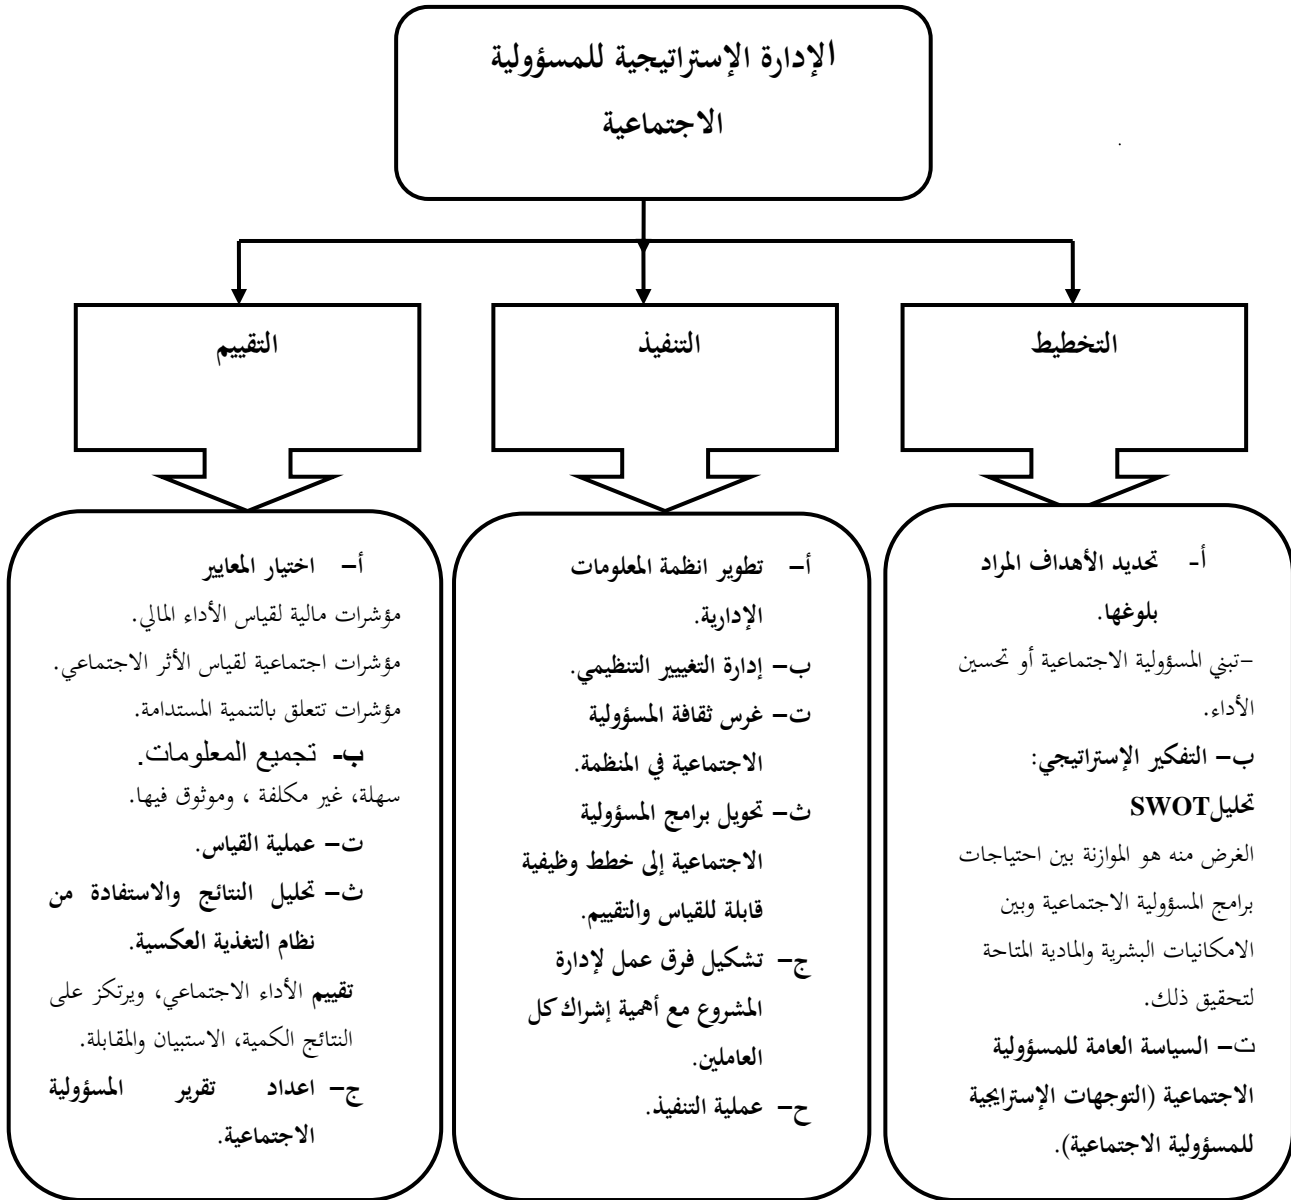 الإدارة الإستراتيجية للمسؤولية
الاجتماعية
التخطيط
التنفيذ
التقييم
أ- تحديد الأهداف المراد
بلوغها.
-تبني المسؤولية الاجتماعية أو تحسين
الأداء.
ب- التفكير الإستراتيجي:
تحليلSWOT
الغرض منه هو الموازنة بين احتياجات
برامج المسؤولية الاجتماعية وبين
الامكانيات البشرية والمادية المتاحة
لتحقيق ذلك.
ت- السياسة العامة للمسؤولية
الاجتماعية (التوجهات الإستراتيجية
للمسؤولية الاجتماعية).
أ- تطوير انظمة المعلومات
الإدارية.
ب- إدارة التغيير التنظيمي.
ت- غرس ثقافة المسؤولية
الاجتماعية في المنظمة.
ث- تحويل برامج المسؤولية
الاجتماعية إلى خطط وظيفية
قابلة للقياس والتقييم.
ج- تشكيل فرق عمل لإدارة
المشروع مع أهمية إشراك كل
العاملين.
ح- عملية التنفيذ.
أ- اختيار المعايير
مؤشرات مالية لقياس الأداء المالي.
مؤشرات اجتماعية لقياس الأثر الاجتماعي.
مؤشرات تتعلق بالتنمية المستدامة.
ب- تجميع المعلومات.
سهلة، غير مكلفة ، وموثوق فيها.
ت- عملية القياس.
ث- تحليل النتائج والاستفادة من
نظام التغذية العكسية.
تقييم الأداء الاجتماعي، ويرتكز على
النتائج الكمية، الاستبيان والمقابلة.
ج- اعداد تقرير المسؤولية
الاجتماعية.